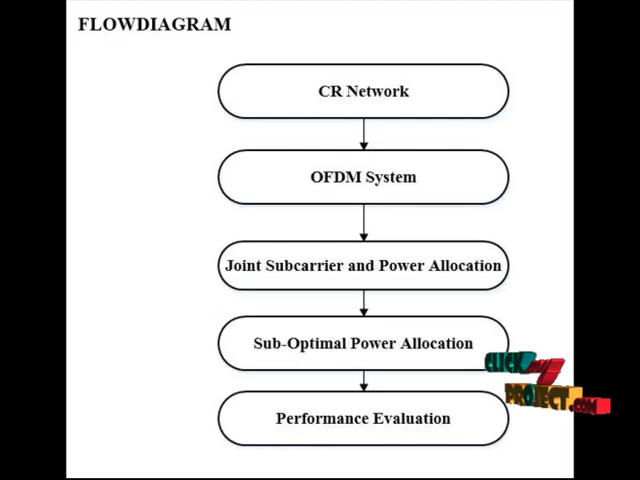 FLOWDIAGRAM
CR Network
OFDM System
Joint Subcarrier and Power Allocation
Sub-Optimal Power Allocation
Performance Evaluation
CLICK
MY
PROJECT.COM